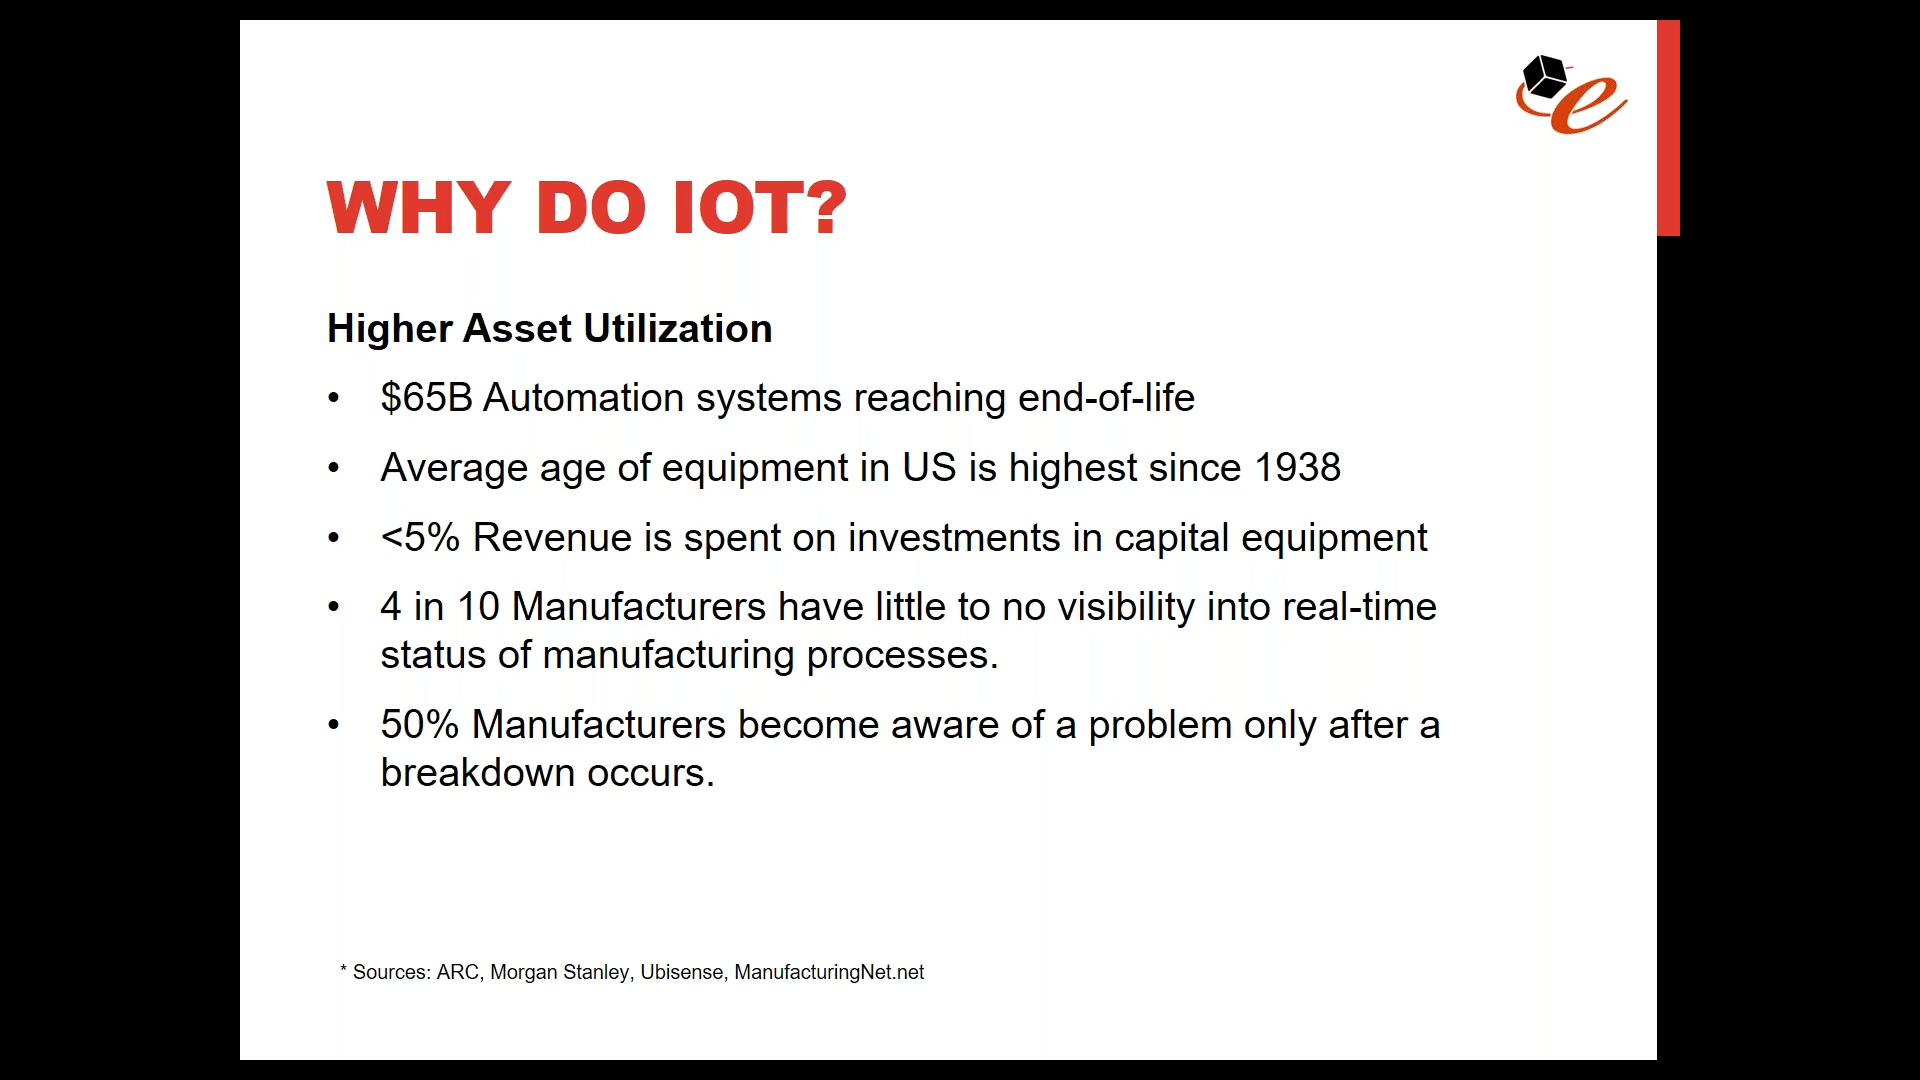 e
WHY DO IOT?
Higher Asset Utilization
• $65B Automation systems reaching end-of-life
• Average age of equipment in US is highest since 1938
• <5% Revenue is spent on investments in capital equipment
• 4 in 10 Manufacturers have little to no visibility into real-time
status of manufacturing processes.
• 50% Manufacturers become aware of a problem only after a
breakdown occurs.
* Sources: ARC, Morgan Stanley, Ubisense, ManufacturingNet.net